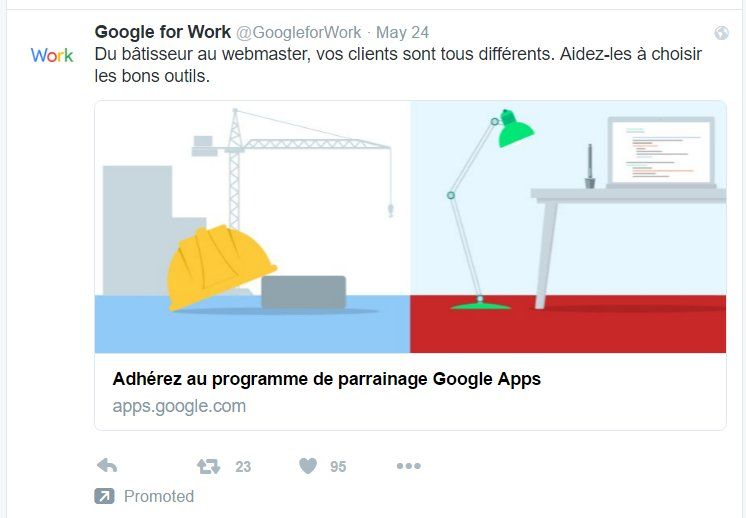 Google for Work @GoogleforWork · May 24
Work
Du bâtisseur au webmaster, vos clients sont tous différents. Aidez-les à choisir
les bons outils.
Adhérez au programme de parrainage Google Apps
apps.google.com
23 95
Promoted